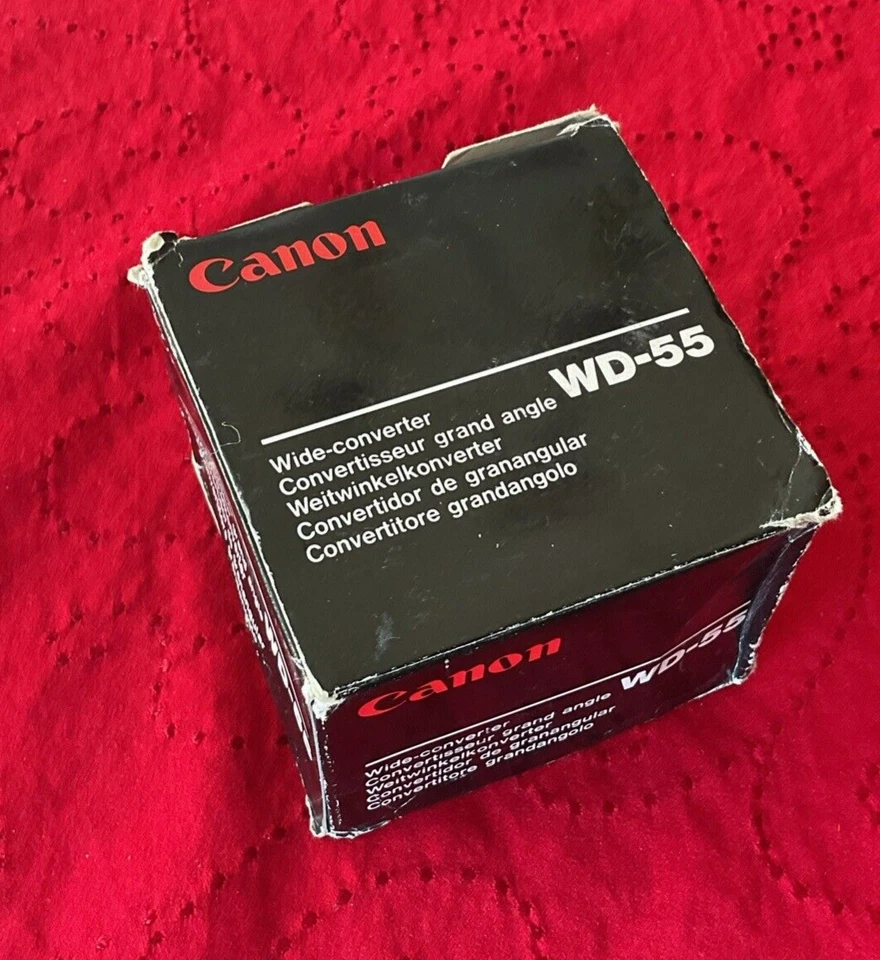 Canon
WD-55
Wide-converter
Convertisseur grand angle
Weitwinkelkonverter
Convertidor de granangular
Convertitore grandangolo
Canon
WD-55
Wide-converter
Convertisseur grand angle
Weitwinkelkonverter
Convertidor de granangular
Convertitore grandangolo